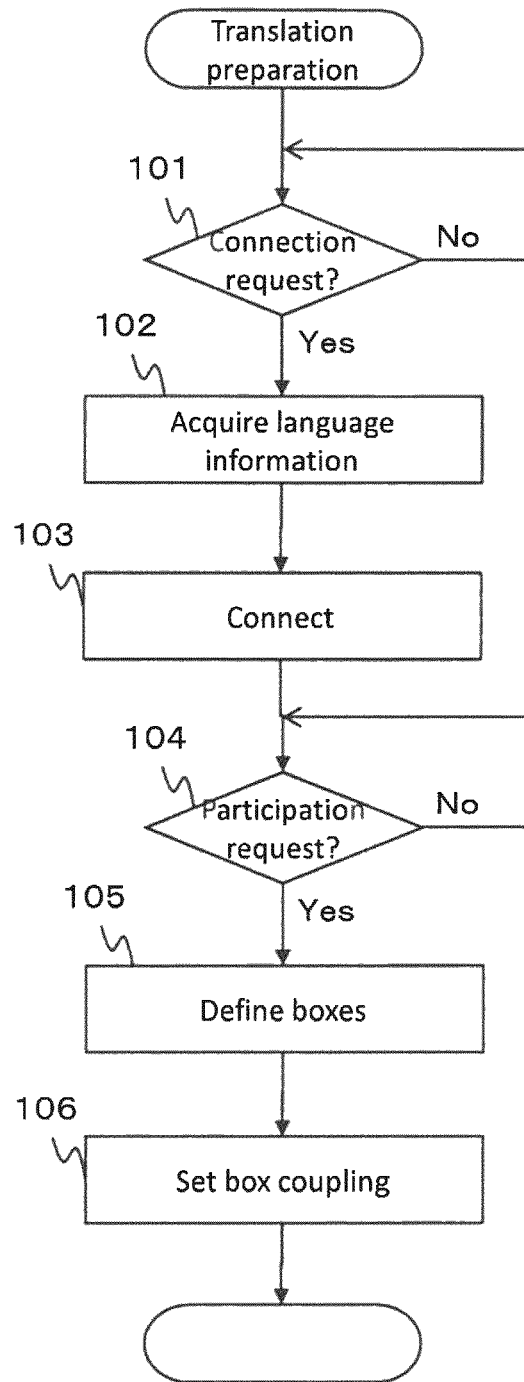 Translation
preparation
101
Connection
request?
No
Yes
102
Acquire language
information
103
Connect
104
Participation
request?
No
Yes
105
Define boxes
106
Set box coupling